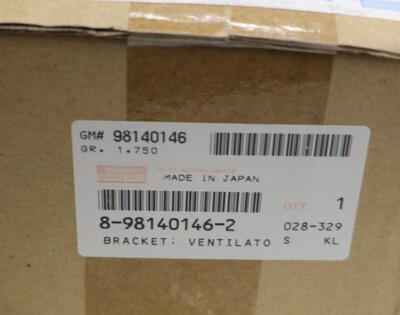 GM# 98140146
GR. 1.750
MADE IN JAPAN
8-98140146-2
QTY. 1
028-329
BRACKET: VENTILATO S KL